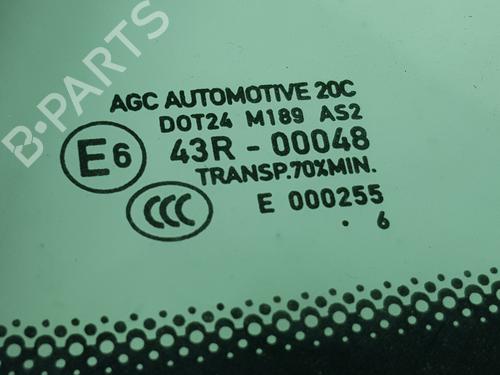 B-PARTS
AGC AUTOMOTIVE 20C
DOT24 M189 AS2
E6 43R - 00048
TRANSP.70%MIN.
CCC E 000255
. 6